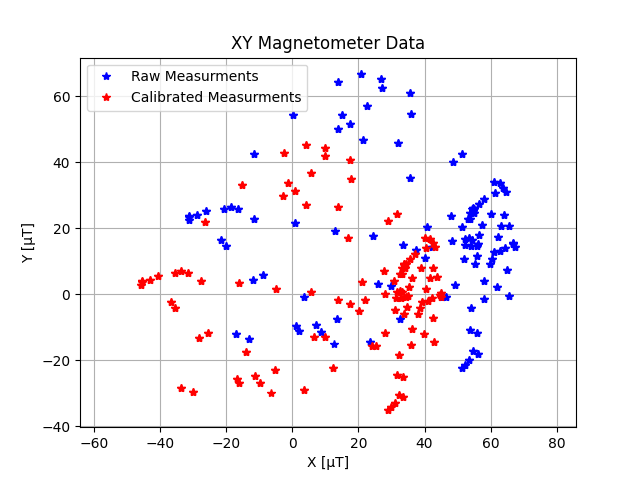 XY Magnetometer Data
Raw Measurments
Calibrated Measurments
Y [μT]
60
40
20
0
−20
−40
−60
−40
−20
0
20
40
60
80
X [μT]